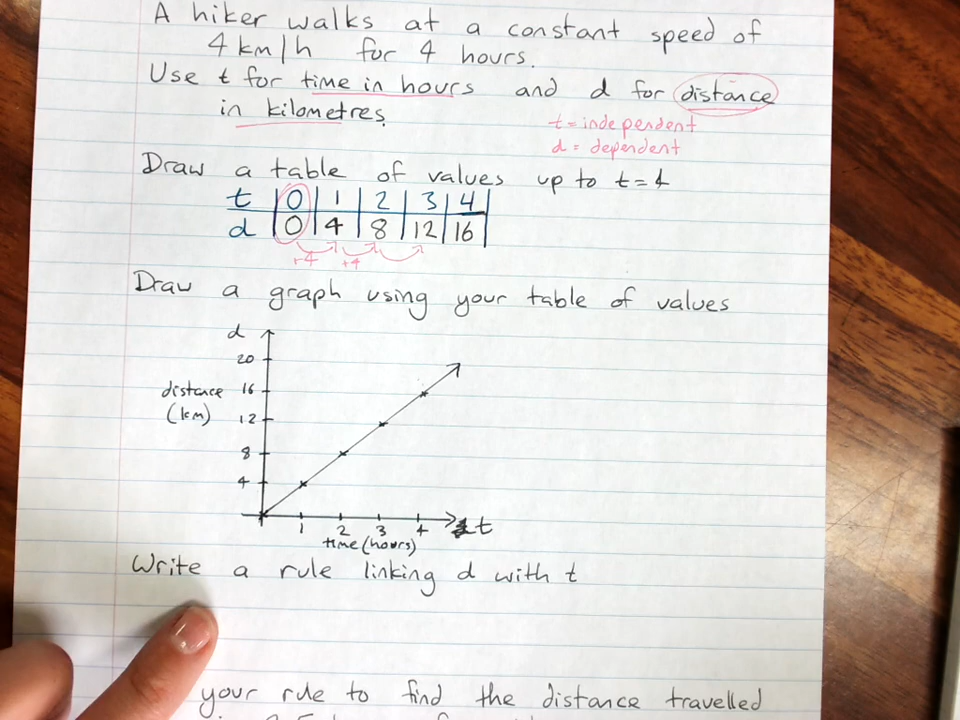 A hiker walks at a constant speed of
4 km/h for 4 hours.
Use t for time in hours and d for distance
in kilometres.
t = independent
d = dependent
Draw a table of values up to t=4
t 0 1 2 3 4
d 0 4 8 12 16
+4 +4
Draw a graph using your table of values
d
20
distance 16
(km) 12
8
4
1 2 3 4 t
time (hours)
Write a rule linking d with t
your rule to find the distance travelled